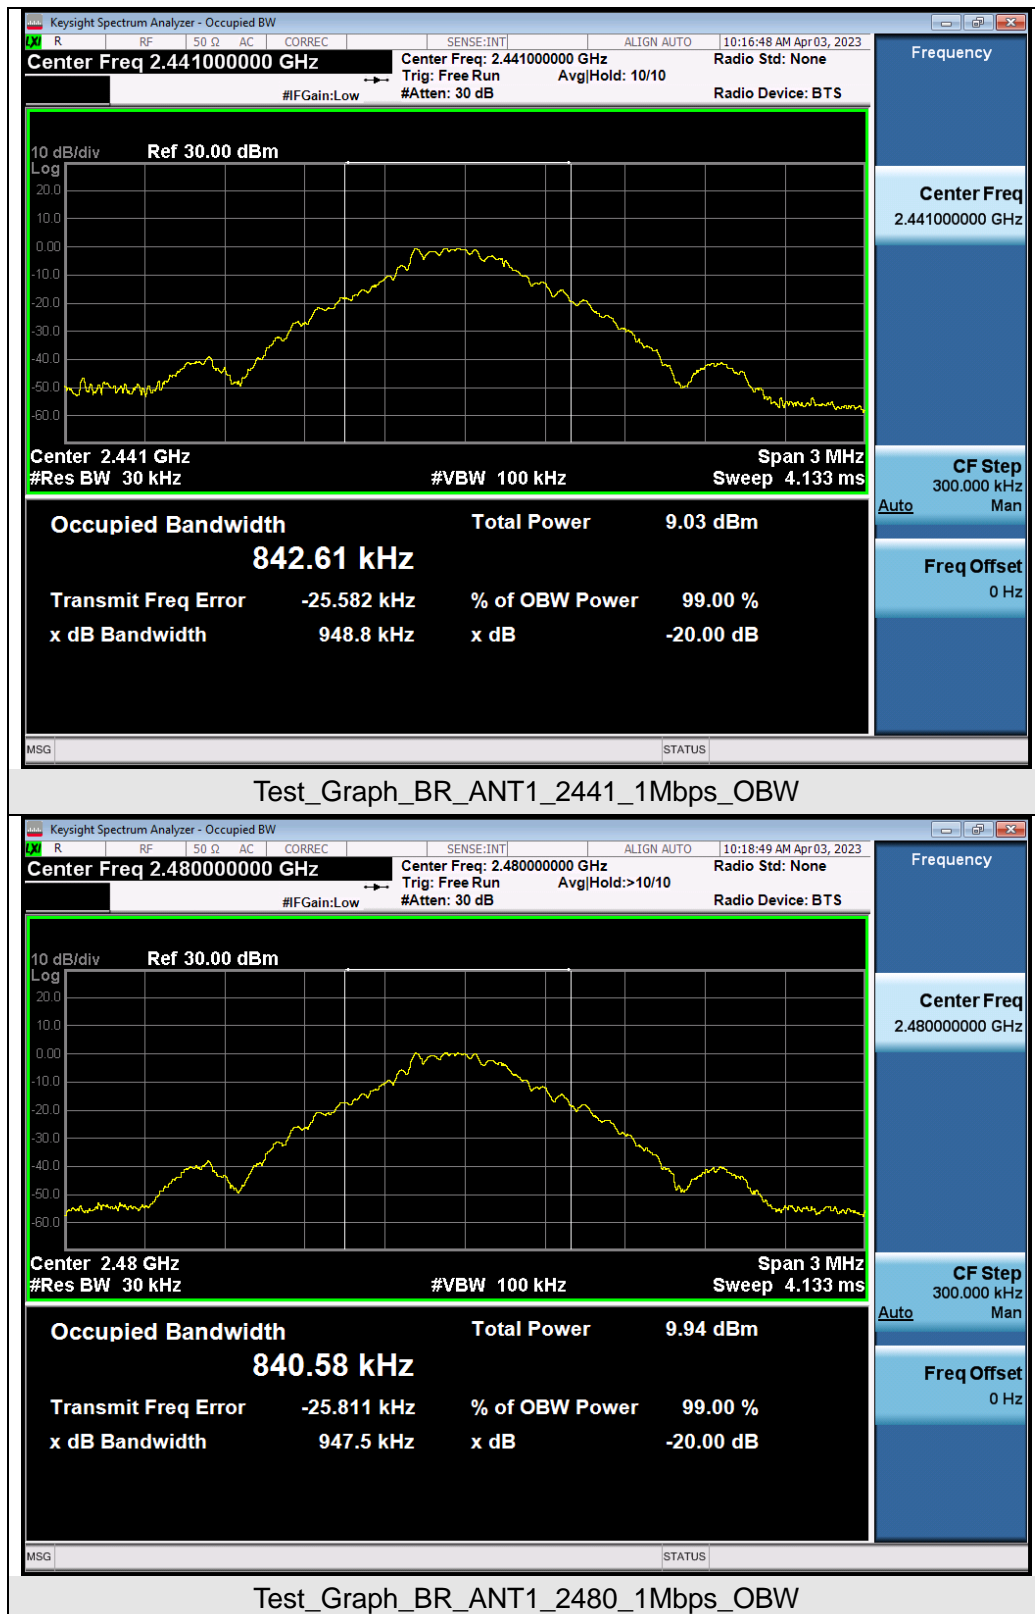 Keysight Spectrum Analyzer - Occupied BW
LXI R RF 50 Ω AC CORREC SENSE:INT ALIGN AUTO 10:16:48 AM Apr 03, 2023
Center Freq 2.441000000 GHz Center Freq: 2.441000000 GHz Radio Std: None
Trig: Free Run Avg|Hold: 10/10
#IFGain:Low #Atten: 30 dB Radio Device: BTS
Frequency
10 dB/div Ref 30.00 dBm
Log
20.0
10.0
0.00
-10.0
-20.0
-30.0
-40.0
-50.0
-60.0
Center 2.441 GHz Span 3 MHz
#Res BW 30 kHz #VBW 100 kHz Sweep 4.133 ms
Center Freq
2.441000000 GHz
CF Step
300.000 kHz
Auto Man
Freq Offset
0 Hz
Occupied Bandwidth Total Power 9.03 dBm
842.61 kHz
Transmit Freq Error -25.582 kHz % of OBW Power 99.00 %
x dB Bandwidth 948.8 kHz x dB -20.00 dB
MSG STATUS
Test_Graph_BR_ANT1_2441_1Mbps_OBW
Keysight Spectrum Analyzer - Occupied BW
LXI R RF 50 Ω AC CORREC SENSE:INT ALIGN AUTO 10:18:49 AM Apr 03, 2023
Center Freq 2.480000000 GHz Center Freq: 2.480000000 GHz Radio Std: None
Trig: Free Run Avg|Hold:>10/10
#IFGain:Low #Atten: 30 dB Radio Device: BTS
Frequency
10 dB/div Ref 30.00 dBm
Log
20.0
10.0
0.00
-10.0
-20.0
-30.0
-40.0
-50.0
-60.0
Center 2.48 GHz Span 3 MHz
#Res BW 30 kHz #VBW 100 kHz Sweep 4.133 ms
Center Freq
2.480000000 GHz
CF Step
300.000 kHz
Auto Man
Freq Offset
0 Hz
Occupied Bandwidth Total Power 9.94 dBm
840.58 kHz
Transmit Freq Error -25.811 kHz % of OBW Power 99.00 %
x dB Bandwidth 947.5 kHz x dB -20.00 dB
MSG STATUS
Test_Graph_BR_ANT1_2480_1Mbps_OBW